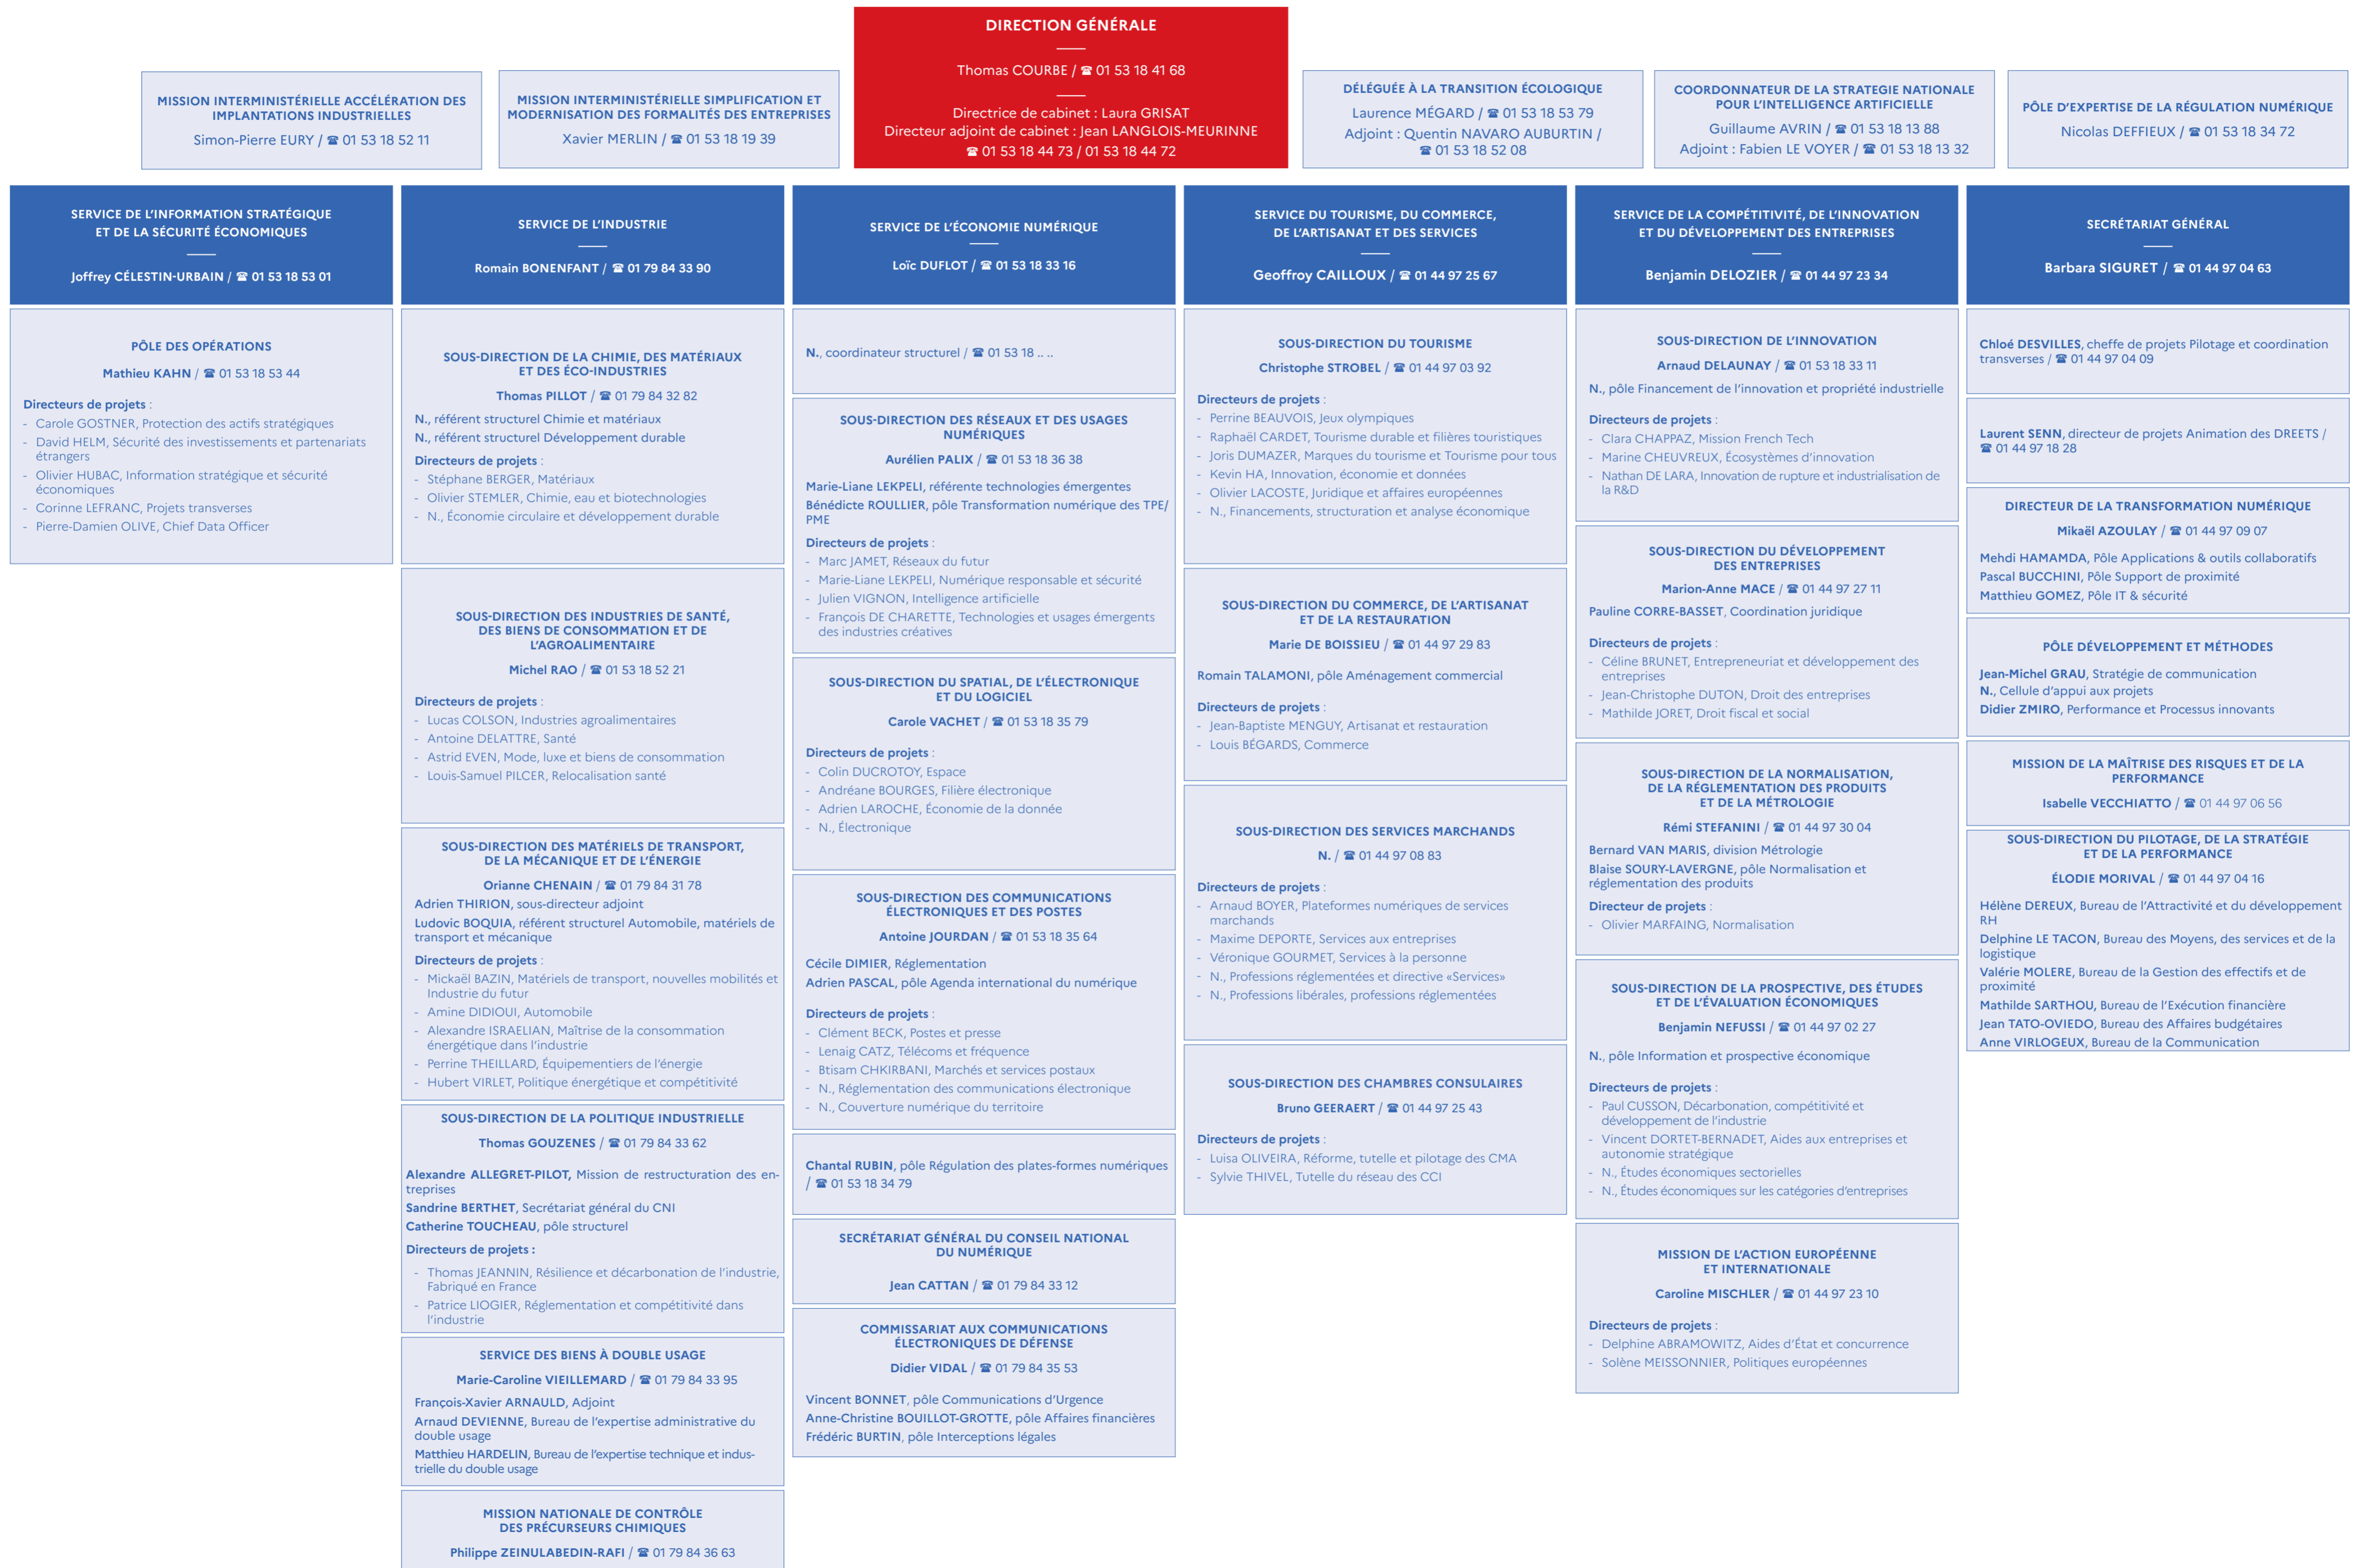 DIRECTION GÉNÉRALE
Thomas COURBE / ☎ 01 53 18 41 68
Directrice de cabinet : Laura GRISAT
Directeur adjoint de cabinet : Jean LANGLOIS-MEURINNE
☎ 01 53 18 44 73 / 01 53 18 44 72
MISSION INTERMINISTÉRIELLE ACCÉLÉRATION DES
IMPLANTATIONS INDUSTRIELLES
Simon-Pierre EURY / ☎ 01 53 18 52 11
MISSION INTERMINISTÉRIELLE SIMPLIFICATION ET
MODERNISATION DES FORMALITÉS DES ENTREPRISES
Xavier MERLIN / ☎ 01 53 18 19 39
DÉLÉGUÉE À LA TRANSITION ÉCOLOGIQUE
Laurence MÉGARD / ☎ 01 53 18 53 79
Adjoint : Quentin NAVARO AUBURTIN /
☎ 01 53 18 52 08
COORDONNATEUR DE LA STRATEGIE NATIONALE
POUR L'INTELLIGENCE ARTIFICIELLE
Guillaume AVRIN / ☎ 01 53 18 13 88
Adjoint : Fabien LE VOYER / ☎ 01 53 18 13 32
PÔLE D'EXPERTISE DE LA RÉGULATION NUMÉRIQUE
Nicolas DEFFIEUX / ☎ 01 53 18 34 72
SERVICE DE L'INFORMATION STRATÉGIQUE
ET DE LA SÉCURITÉ ÉCONOMIQUES
Joffrey CÉLESTIN-URBAIN / ☎ 01 53 18 53 01
PÔLE DES OPÉRATIONS
Mathieu KAHN / ☎ 01 53 18 53 44
Directeurs de projets :
- Carole GOSTNER, Protection des actifs stratégiques
- David HELM, Sécurité des investissements et partenariats
étrangers
- Olivier HUBAC, Information stratégique et sécurité
économiques
- Corinne LEFRANC, Projets transverses
- Pierre-Damien OLIVE, Chief Data Officer
SERVICE DE L'INDUSTRIE
Romain BONENFANT / ☎ 01 79 84 33 90
SOUS-DIRECTION DE LA CHIMIE, DES MATÉRIAUX
ET DES ÉCO-INDUSTRIES
Thomas PILLOT / ☎ 01 79 84 32 82
N., référent structurel Chimie et matériaux
N., référent structurel Développement durable
Directeurs de projets :
- Stéphane BERGER, Matériaux
- Olivier STEMLER, Chimie, eau et biotechnologies
- N., Économie circulaire et développement durable
SOUS-DIRECTION DES INDUSTRIES DE SANTÉ,
DES BIENS DE CONSOMMATION ET DE
L'AGROALIMENTAIRE
Michel RAO / ☎ 01 53 18 52 21
Directeurs de projets :
- Lucas COLSON, Industries agroalimentaires
- Antoine DELATTRE, Santé
- Astrid EVEN, Mode, luxe et biens de consommation
- Louis-Samuel PILCER, Relocalisation santé
SOUS-DIRECTION DES MATÉRIELS DE TRANSPORT,
DE LA MÉCANIQUE ET DE L'ÉNERGIE
Orianne CHENAIN / ☎ 01 79 84 31 78
Adrien THIRION, sous-directeur adjoint
Ludovic BOQUIA, référent structurel Automobile, matériels de
transport et mécanique
Directeurs de projets :
- Mickaël BAZIN, Matériels de transport, nouvelles mobilités et
Industrie du futur
- Amine DIDIOUI, Automobile
- Alexandre ISRAELIAN, Maîtrise de la consommation
énergétique dans l'industrie
- Perrine THEILLARD, Équipementiers de l'énergie
- Hubert VIRLET, Politique énergétique et compétitivité
SOUS-DIRECTION DE LA POLITIQUE INDUSTRIELLE
Thomas GOUZENES / ☎ 01 79 84 33 62
Alexandre ALLEGRET-PILOT, Mission de restructuration des en-
treprises
Sandrine BERTHET, Secrétariat général du CNI
Catherine TOUCHEAU, pôle structurel
Directeurs de projets :
- Thomas JEANNIN, Résilience et décarbonation de l'industrie,
Fabriqué en France
- Patrice LIOGIER, Réglementation et compétitivité dans
l'industrie
SERVICE DES BIENS À DOUBLE USAGE
Marie-Caroline VIEILLEMARD / ☎ 01 79 84 33 95
François-Xavier ARNAULD, Adjoint
Arnaud DEVIENNE, Bureau de l'expertise administrative du
double usage
Matthieu HARDELIN, Bureau de l'expertise technique et indus-
trielle du double usage
MISSION NATIONALE DE CONTRÔLE
DES PRÉCURSEURS CHIMIQUES
Philippe ZEINULABEDIN-RAFI / ☎ 01 79 84 36 63
SERVICE DE L'ÉCONOMIE NUMÉRIQUE
Loïc DUFLOT / ☎ 01 53 18 33 16
N., coordinateur structurel / ☎ 01 53 18 .. ..
SOUS-DIRECTION DES RÉSEAUX ET DES USAGES
NUMÉRIQUES
Aurélien PALIX / ☎ 01 53 18 36 38
Marie-Liane LEKPELI, référente technologies émergentes
Bénédicte ROULLIER, pôle Transformation numérique des TPE/
PME
Directeurs de projets :
- Marc JAMET, Réseaux du futur
- Marie-Liane LEKPELI, Numérique responsable et sécurité
- Julien VIGNON, Intelligence artificielle
- François DE CHARETTE, Technologies et usages émergents
des industries créatives
SOUS-DIRECTION DU SPATIAL, DE L'ÉLECTRONIQUE
ET DU LOGICIEL
Carole VACHET / ☎ 01 53 18 35 79
Directeurs de projets :
- Colin DUCROTOY, Espace
- Andréane BOURGES, Filière électronique
- Adrien LAROCHE, Économie de la donnée
- N., Électronique
SOUS-DIRECTION DES COMMUNICATIONS
ÉLECTRONIQUES ET DES POSTES
Antoine JOURDAN / ☎ 01 53 18 35 64
Cécile DIMIER, Réglementation
Adrien PASCAL, pôle Agenda international du numérique
Directeurs de projets :
- Clément BECK, Postes et presse
- Lenaig CATZ, Télécoms et fréquence
- Btisam CHKIRBANI, Marchés et services postaux
- N., Réglementation des communications électronique
- N., Couverture numérique du territoire
Chantal RUBIN, pôle Régulation des plates-formes numériques
/ ☎ 01 53 18 34 79
SECRÉTARIAT GÉNÉRAL DU CONSEIL NATIONAL
DU NUMÉRIQUE
Jean CATTAN / ☎ 01 79 84 33 12
COMMISSARIAT AUX COMMUNICATIONS
ÉLECTRONIQUES DE DÉFENSE
Didier VIDAL / ☎ 01 79 84 35 53
Vincent BONNET, pôle Communications d'Urgence
Anne-Christine BOUILLOT-GROTTE, pôle Affaires financières
Frédéric BURTIN, pôle Interceptions légales
SERVICE DU TOURISME, DU COMMERCE,
DE L'ARTISANAT ET DES SERVICES
Geoffroy CAILLOUX / ☎ 01 44 97 25 67
SOUS-DIRECTION DU TOURISME
Christophe STROBEL / ☎ 01 44 97 03 92
Directeurs de projets :
- Perrine BEAUVOIS, Jeux olympiques
- Raphaël CARDET, Tourisme durable et filières touristiques
- Joris DUMAZER, Marques du tourisme et Tourisme pour tous
- Kevin HA, Innovation, économie et données
- Olivier LACOSTE, Juridique et affaires européennes
- N., Financements, structuration et analyse économique
SOUS-DIRECTION DU COMMERCE, DE L'ARTISANAT
ET DE LA RESTAURATION
Marie DE BOISSIEU / ☎ 01 44 97 29 83
Romain TALAMONI, pôle Aménagement commercial
Directeurs de projets :
- Jean-Baptiste MENGUY, Artisanat et restauration
- Louis BÉGARDS, Commerce
SOUS-DIRECTION DES SERVICES MARCHANDS
N. / ☎ 01 44 97 08 83
Directeurs de projets :
- Arnaud BOYER, Plateformes numériques de services
marchands
- Maxime DEPORTE, Services aux entreprises
- Véronique GOURMET, Services à la personne
- N., Professions réglementées et directive «Services»
- N., Professions libérales, professions réglementées
SOUS-DIRECTION DES CHAMBRES CONSULAIRES
Bruno GEERAERT / ☎ 01 44 97 25 43
Directeurs de projets :
- Luisa OLIVEIRA, Réforme, tutelle et pilotage des CMA
- Sylvie THIVEL, Tutelle du réseau des CCI
SERVICE DE LA COMPÉTITIVITÉ, DE L'INNOVATION
ET DU DÉVELOPPEMENT DES ENTREPRISES
Benjamin DELOZIER / ☎ 01 44 97 23 34
SOUS-DIRECTION DE L'INNOVATION
Arnaud DELAUNAY / ☎ 01 53 18 33 11
N., pôle Financement de l'innovation et propriété industrielle
Directeurs de projets :
- Clara CHAPPAZ, Mission French Tech
- Marine CHEUVREUX, Écosystèmes d'innovation
- Nathan DE LARA, Innovation de rupture et industrialisation de
la R&D
SOUS-DIRECTION DU DÉVELOPPEMENT
DES ENTREPRISES
Marion-Anne MACE / ☎ 01 44 97 27 11
Pauline CORRE-BASSET, Coordination juridique
Directeurs de projets :
- Céline BRUNET, Entrepreneuriat et développement des
entreprises
- Jean-Christophe DUTON, Droit des entreprises
- Mathilde JORET, Droit fiscal et social
SOUS-DIRECTION DE LA NORMALISATION,
DE LA RÉGLEMENTATION DES PRODUITS
ET DE LA MÉTROLOGIE
Rémi STEFANINI / ☎ 01 44 97 30 04
Bernard VAN MARIS, division Métrologie
Blaise SOURY-LAVERGNE, pôle Normalisation et
réglementation des produits
Directeur de projets :
- Olivier MARFAING, Normalisation
SOUS-DIRECTION DE LA PROSPECTIVE, DES ÉTUDES
ET DE L'ÉVALUATION ÉCONOMIQUES
Benjamin NEFUSSI / ☎ 01 44 97 02 27
N., pôle Information et prospective économique
Directeurs de projets :
- Paul CUSSON, Décarbonation, compétitivité et
développement de l'industrie
- Vincent DORTET-BERNADET, Aides aux entreprises et
autonomie stratégique
- N., Études économiques sectorielles
- N., Études économiques sur les catégories d'entreprises
MISSION DE L'ACTION EUROPÉENNE
ET INTERNATIONALE
Caroline MISCHLER / ☎ 01 44 97 23 10
Directeurs de projets :
- Delphine ABRAMOWITZ, Aides d'État et concurrence
- Solène MEISSONNIER, Politiques européennes
SECRÉTARIAT GÉNÉRAL
Barbara SIGURET / ☎ 01 44 97 04 63
Chloé DESVILLES, cheffe de projets Pilotage et coordination
transverses / ☎ 01 44 97 04 09
Laurent SENN, directeur de projets Animation des DREETS /
☎ 01 44 97 18 28
DIRECTEUR DE LA TRANSFORMATION NUMÉRIQUE
Mikaël AZOULAY / ☎ 01 44 97 09 07
Mehdi HAMAMDA, Pôle Applications & outils collaboratifs
Pascal BUCCHINI, Pôle Support de proximité
Matthieu GOMEZ, Pôle IT & sécurité
PÔLE DÉVELOPPEMENT ET MÉTHODES
Jean-Michel GRAU, Stratégie de communication
N., Cellule d'appui aux projets
Didier ZMIRO, Performance et Processus innovants
MISSION DE LA MAÎTRISE DES RISQUES ET DE LA
PERFORMANCE
Isabelle VECCHIATTO / ☎ 01 44 97 06 56
SOUS-DIRECTION DU PILOTAGE, DE LA STRATÉGIE
ET DE LA PERFORMANCE
ÉLODIE MORIVAL / ☎ 01 44 97 04 16
Hélène DEREUX, Bureau de l'Attractivité et du développement
RH
Delphine LE TACON, Bureau des Moyens, des services et de la
logistique
Valérie MOLERE, Bureau de la Gestion des effectifs et de
proximité
Mathilde SARTHOU, Bureau de l'Exécution financière
Jean TATO-OVIEDO, Bureau des Affaires budgétaires
Anne VIRLOGEUX, Bureau de la Communication